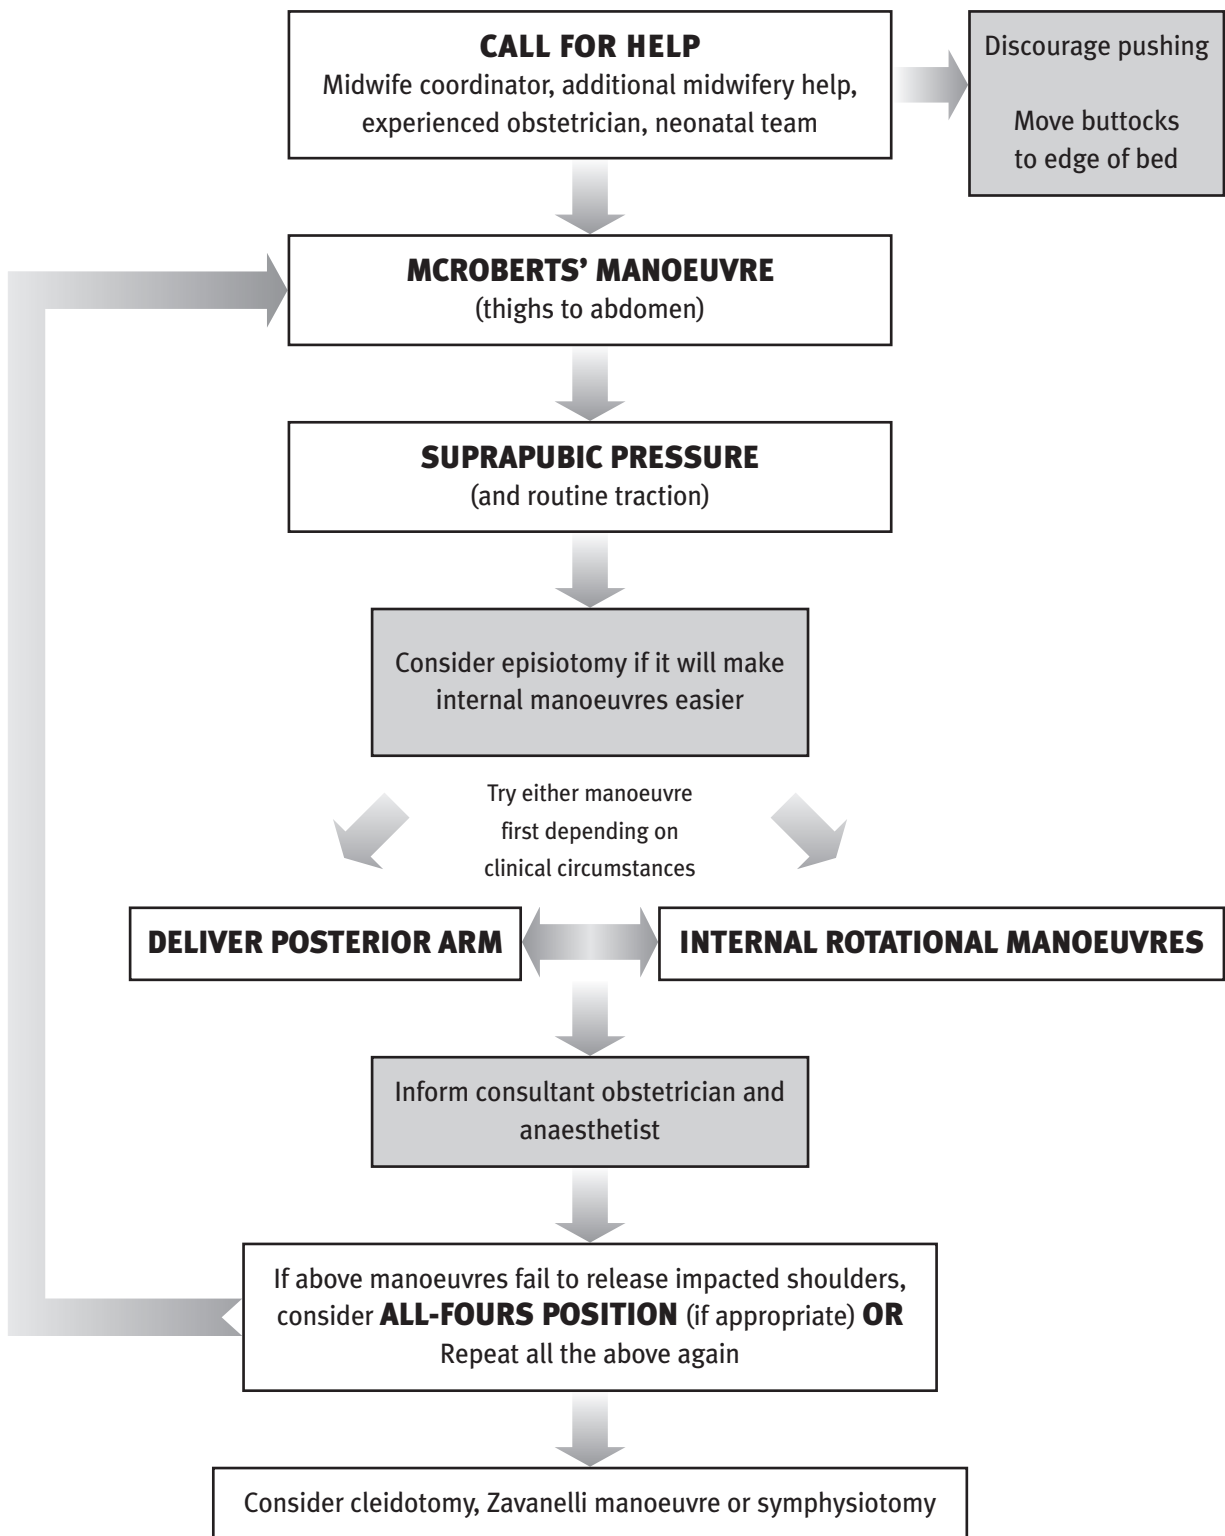 CALL FOR HELP
Midwife coordinator, additional midwifery help,
experienced obstetrician, neonatal team
Discourage pushing
Move buttocks
to edge of bed
MCROBERTS’ MANOEUVRE
(thighs to abdomen)
SUPRAPUBIC PRESSURE
(and routine traction)
Consider episiotomy if it will make
internal manoeuvres easier
Try either manoeuvre
first depending on
clinical circumstances
DELIVER POSTERIOR ARM
INTERNAL ROTATIONAL MANOEUVRES
Inform consultant obstetrician and
anaesthetist
If above manoeuvres fail to release impacted shoulders,
consider ALL-FOURS POSITION (if appropriate) OR
Repeat all the above again
Consider cleidotomy, Zavanelli manoeuvre or symphysiotomy